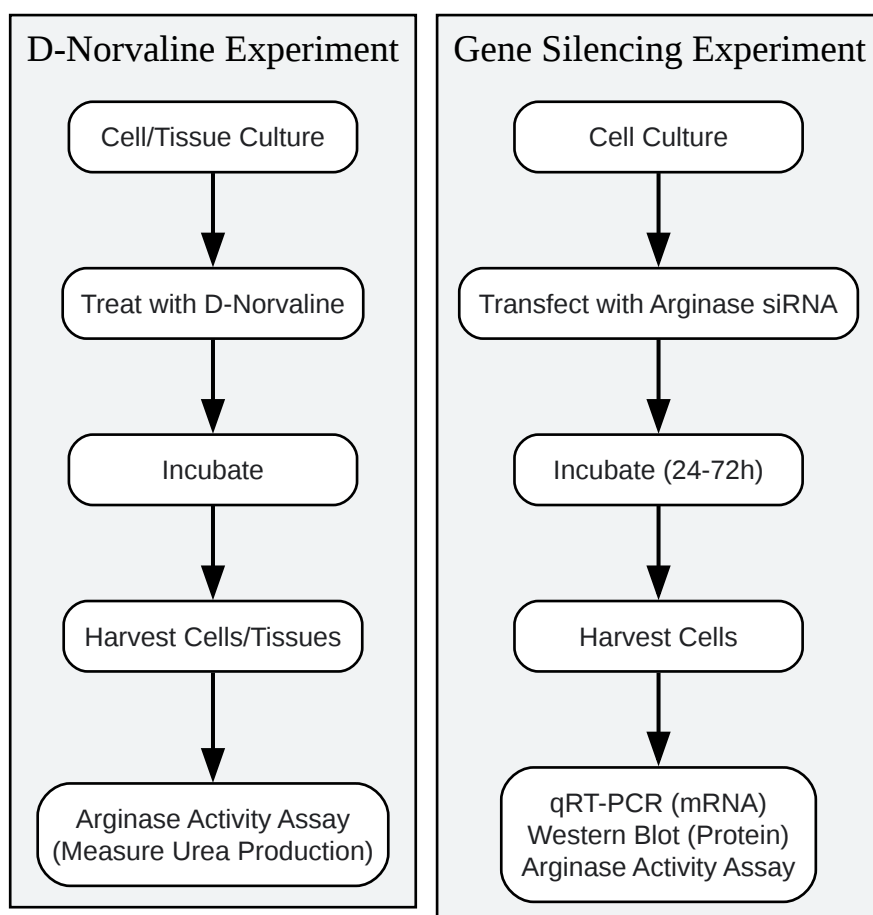 D-Norvaline Experiment
Cell/Tissue Culture
Treat with D-Norvaline
Incubate
Harvest Cells/Tissues
Arginase Activity Assay
(Measure Urea Production)
Gene Silencing Experiment
Cell Culture
Transfect with Arginase siRNA
Incubate (24-72h)
Harvest Cells
qRT-PCR (mRNA)
Western Blot (Protein)
Arginase Activity Assay